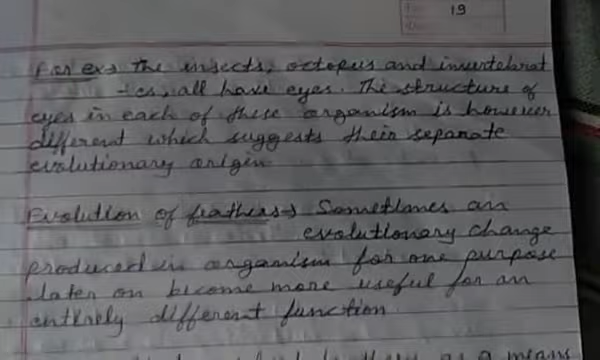 19
For ex→ the insects, octopus and invertebrat
-es, all have eyes. The structure of
eyes in each of these organism is however
different which suggests their separate
evolutionary origin
Evolution of feathers→ Sometimes an
evolutionary change
produced in organism for one purpose
later on become more useful for an
entirely different function
as a means